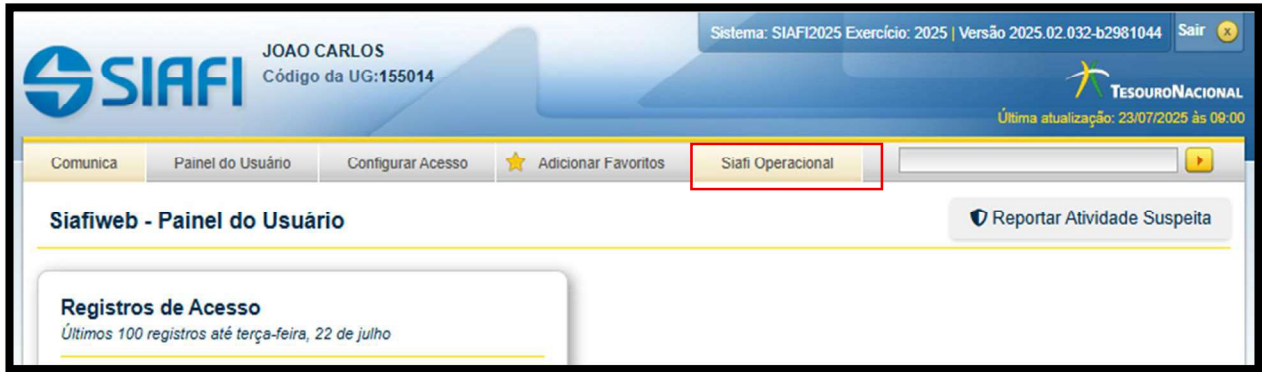 Sistema: SIAFI2025 Exercício: 2025 | Versão 2025.02.032-b2981044 Sair x
SIAFI
JOAO CARLOS
Código da UG:155014
TESOURONACIONAL
Última atualização: 23/07/2025 às 09:00
Comunica Painel do Usuário Configurar Acesso Adicionar Favoritos Siafi Operacional
Siafiweb - Painel do Usuário
Reportar Atividade Suspeita
Registros de Acesso
Últimos 100 registros até terça-feira, 22 de julho